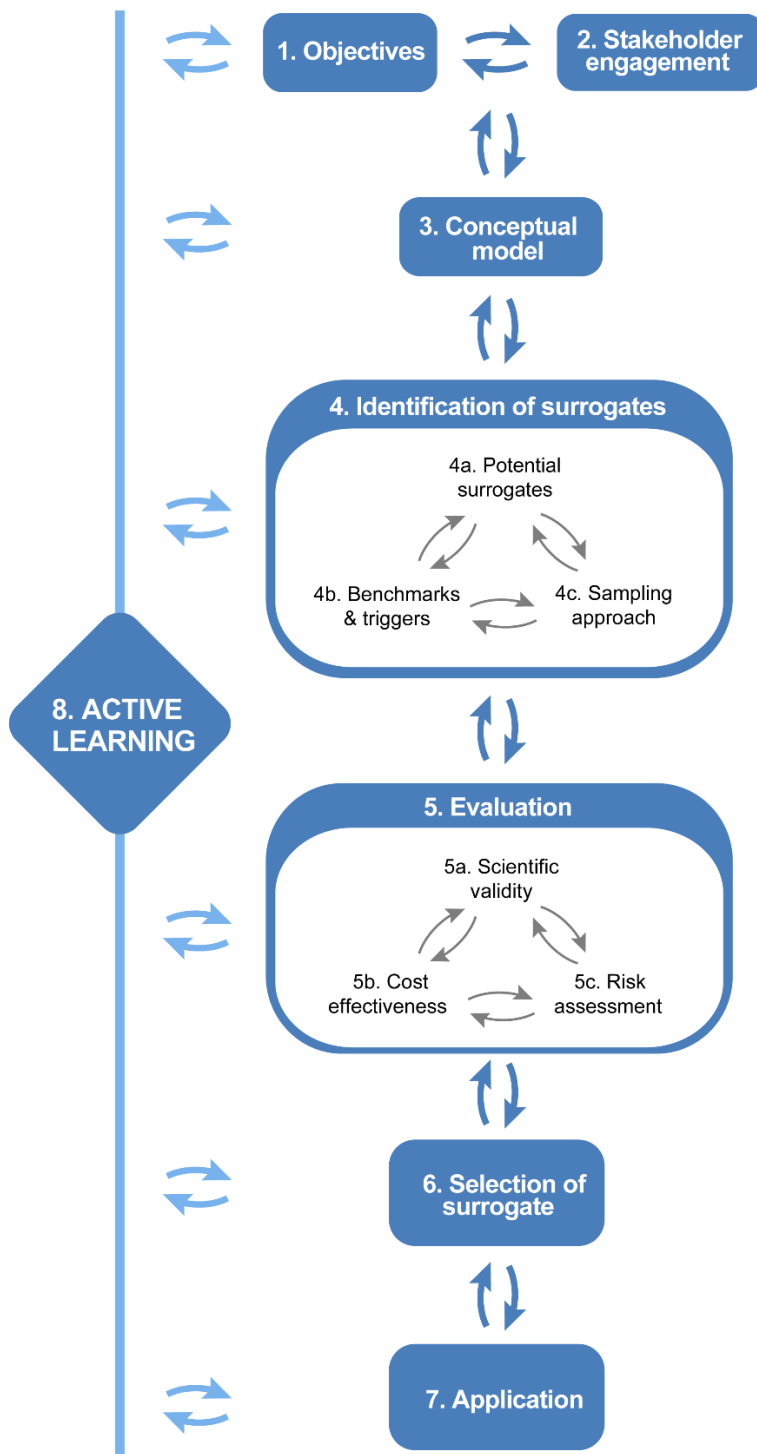 1. Objectives
2. Stakeholder
engagement
3. Conceptual
model
4. Identification of surrogates
4a. Potential
surrogates
4b. Benchmarks
& triggers
4c. Sampling
approach
8. ACTIVE
LEARNING
5. Evaluation
5a. Scientific
validity
5b. Cost
effectiveness
5c. Risk
assessment
6. Selection of
surrogate
7. Application